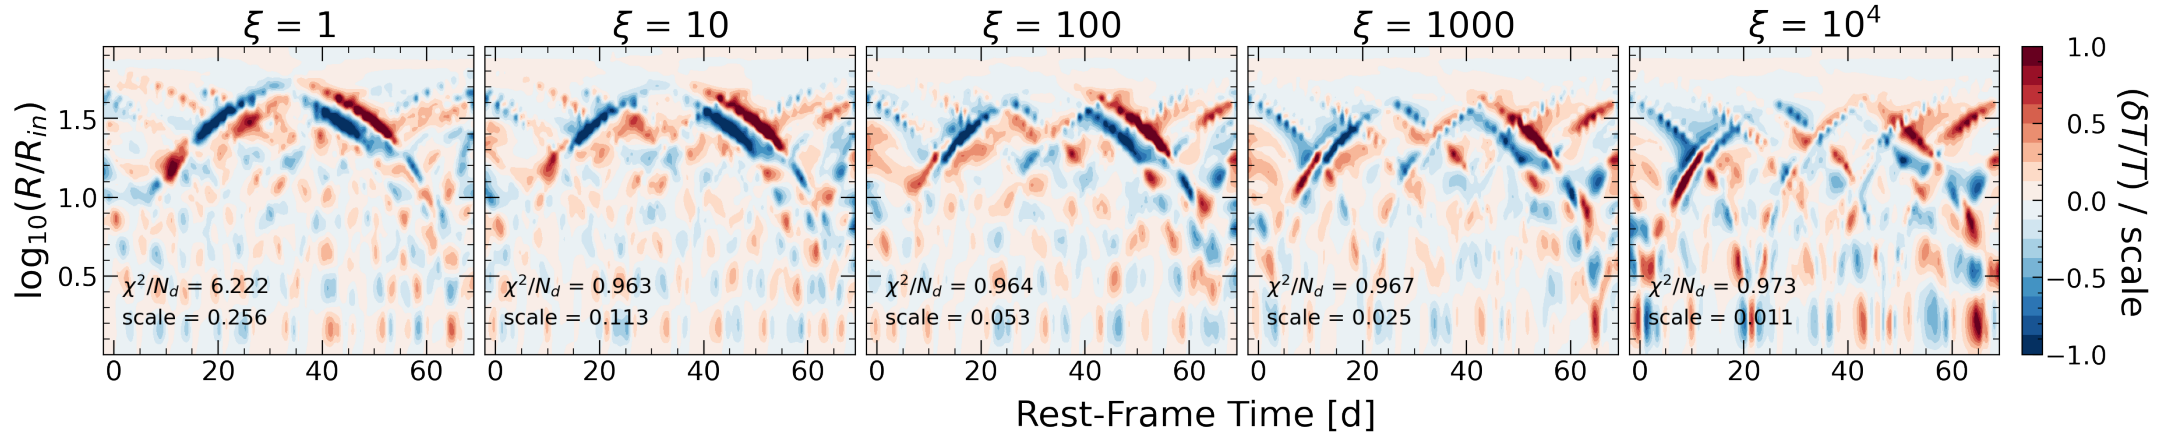 ξ = 1
ξ = 10
ξ = 100
ξ = 1000
ξ = 10⁴
log₁₀(R/Rᵢₙ)
1.5
1.0
0.5
χ²/N_d = 6.222
scale = 0.256
χ²/N_d = 0.963
scale = 0.113
χ²/N_d = 0.964
scale = 0.053
χ²/N_d = 0.967
scale = 0.025
χ²/N_d = 0.973
scale = 0.011
0 20 40 60
0 20 40 60
0 20 40 60
0 20 40 60
0 20 40 60
Rest-Frame Time [d]
1.0
0.5
0.0
−0.5
−1.0
(δT/T) / scale